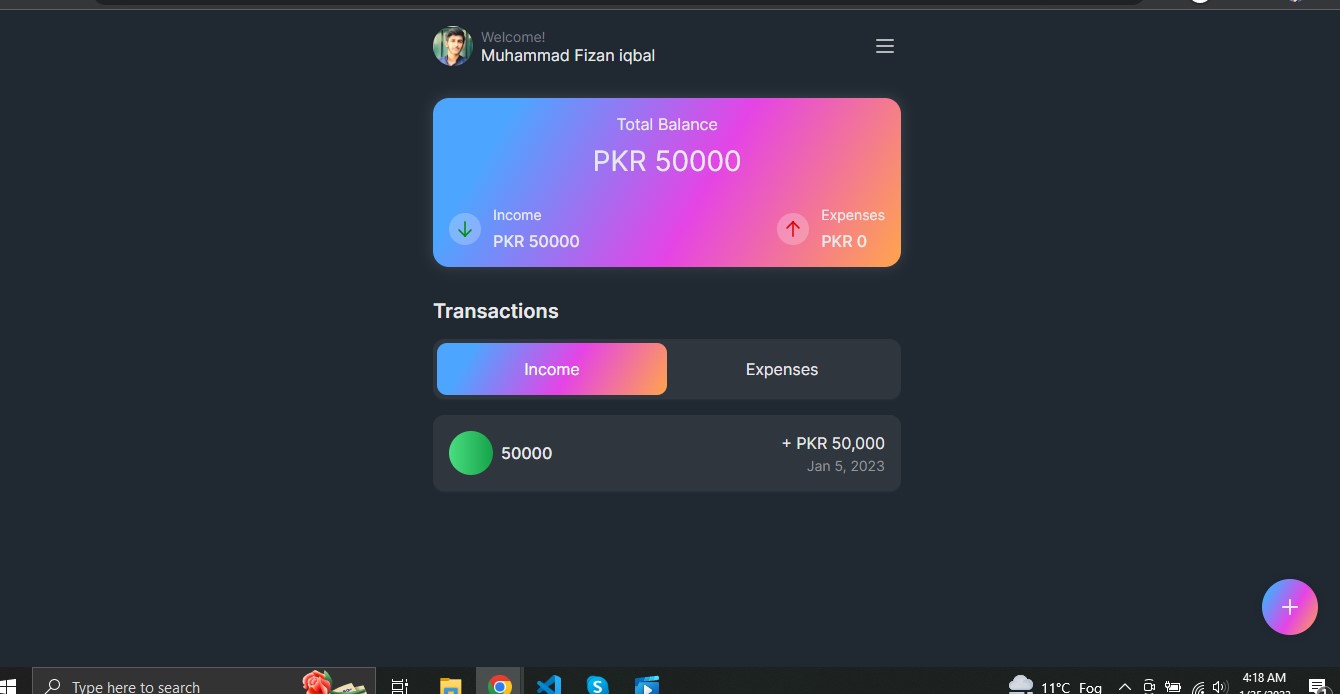 Welcome!
Muhammad Fizan iqbal
Total Balance
PKR 50000
Income
PKR 50000
Expenses
PKR 0
Transactions
Income
Expenses
50000
+ PKR 50,000
Jan 5, 2023
Type here to search
11°C Fog
4:18 AM